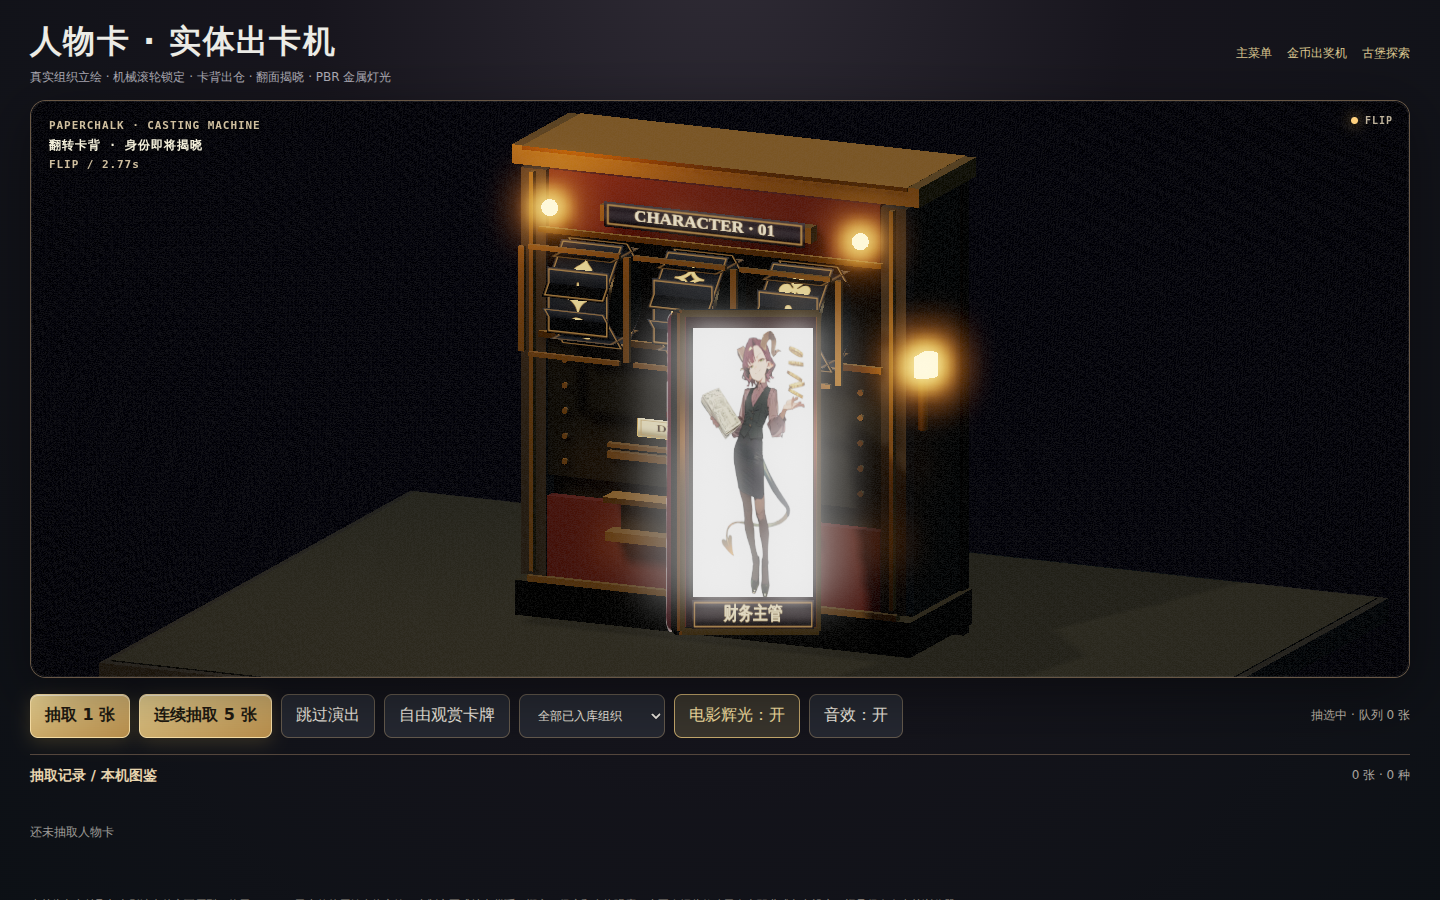 人物卡 · 实体出卡机
真实组织立绘 · 机械滚轮锁定 · 卡背出仓 · 翻面揭晓 · PBR 金属灯光
主菜单 金币出奖机 古堡探索
PAPERCHALK · CASTING MACHINE
翻转卡背 · 身份即将揭晓
FLIP / 2.77s
FLIP
CHARACTER · 01
D
财务主管
抽取 1 张 连续抽取 5 张 跳过演出 自由观赏卡牌 全部已入库组织 电影辉光：开 音效：开 抽选中 · 队列 0 张
抽取记录 / 本机图鉴 0 张 · 0 种
还未抽取人物卡